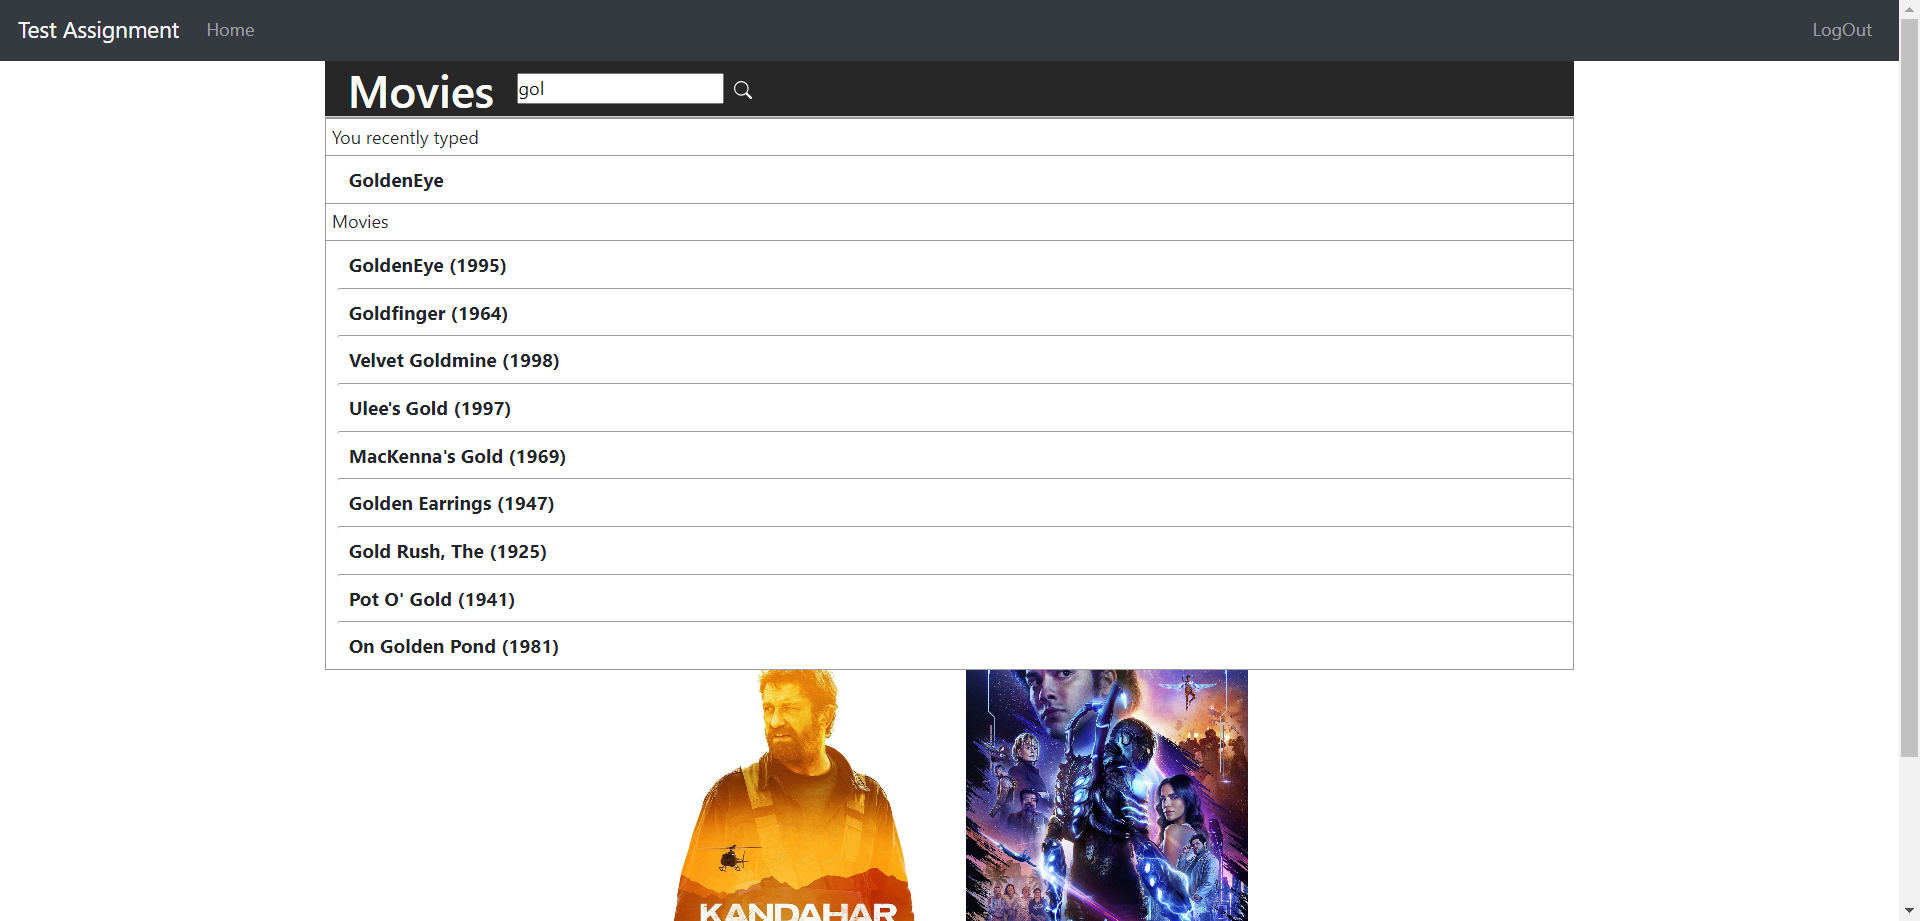 Test Assignment Home LogOut
Movies gol
You recently typed
GoldenEye
Movies
GoldenEye (1995)
Goldfinger (1964)
Velvet Goldmine (1998)
Ulee's Gold (1997)
MacKenna's Gold (1969)
Golden Earrings (1947)
Gold Rush, The (1925)
Pot O' Gold (1941)
On Golden Pond (1981)
KANDAHAR